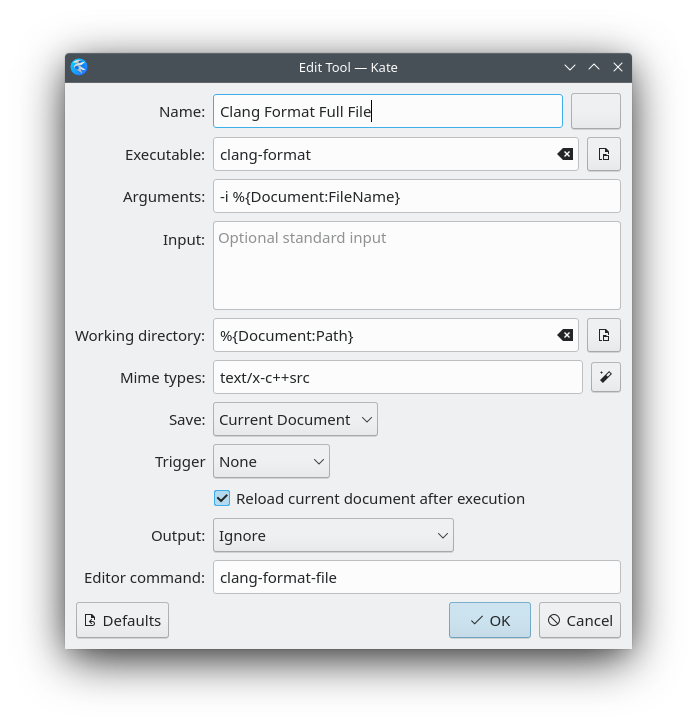 Edit Tool — Kate
Name: Clang Format Full File
Executable: clang-format
Arguments: -i %{Document:FileName}
Input: Optional standard input
Working directory: %{Document:Path}
Mime types: text/x-c++src
Save: Current Document
Trigger None
Reload current document after execution
Output: Ignore
Editor command: clang-format-file
Defaults OK Cancel